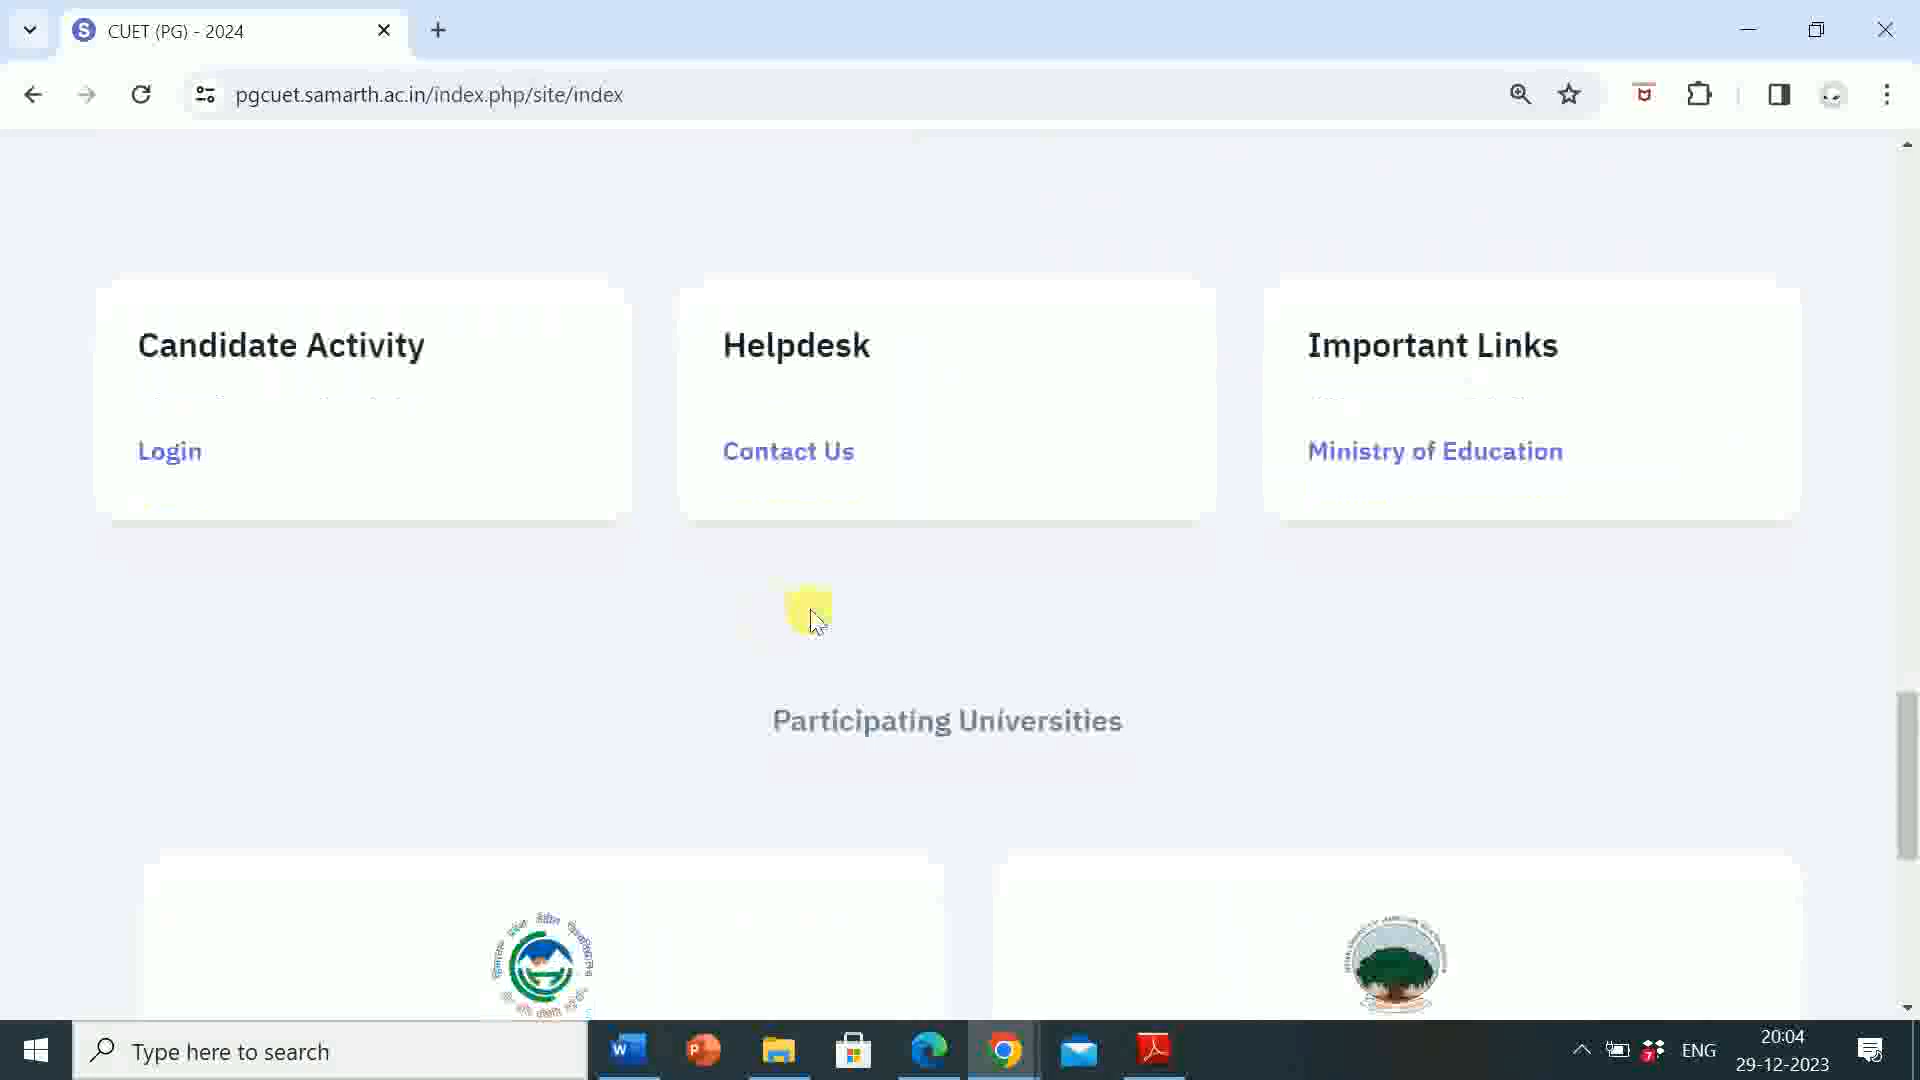 CUET (PG) - 2024
pgcuet.samarth.ac.in/index.php/site/index
Candidate Activity
Helpdesk
Important Links
Login
Contact Us
Ministry of Education
Participating Universities
Type here to search
ENG
20:04
29-12-2023